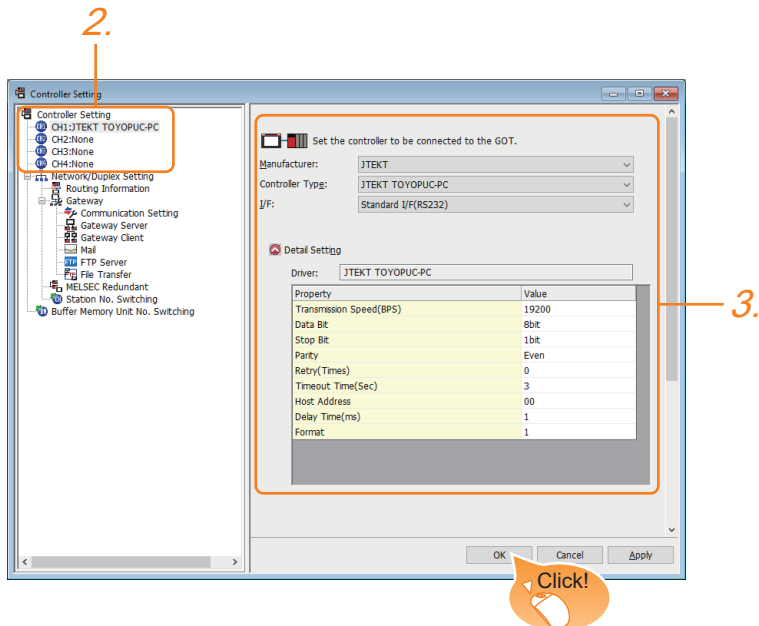 2.
Controller Setting
Controller Setting
CH1:JTEKT TOYOPUC-PC
CH2:None
CH3:None
CH4:None
Network/Duplex Setting
Routing Information
Gateway
Communication Setting
Gateway Server
Gateway Client
Mail
FTP Server
File Transfer
MELSEC Redundant
Station No. Switching
Buffer Memory Unit No. Switching
Set the controller to be connected to the GOT.
Manufacturer: JTEKT
Controller Type: JTEKT TOYOPUC-PC
I/F: Standard I/F(RS232)
Detail Setting
Driver: JTEKT TOYOPUC-PC
Property Value
Transmission Speed(BPS) 19200
Data Bit 8bit
Stop Bit 1bit
Parity Even
Retry(Times) 0
Timeout Time(Sec) 3
Host Address 00
Delay Time(ms) 1
Format 1
3.
OK Cancel Apply
Click!